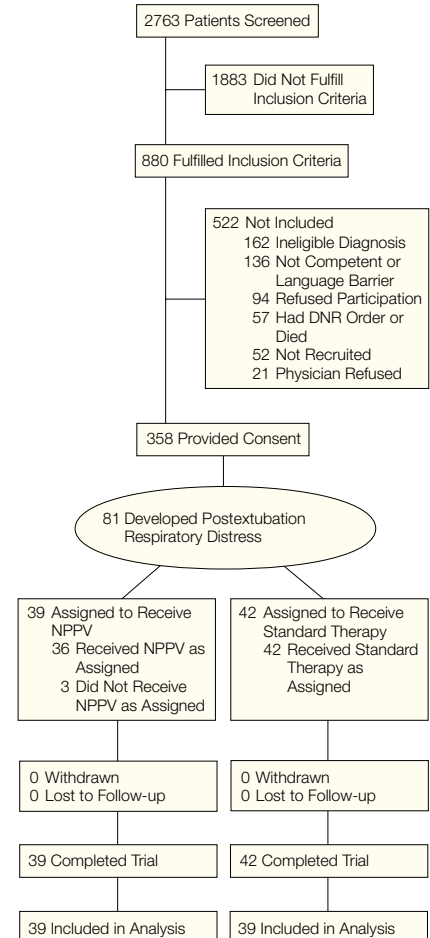 2763 Patients Screened
1883 Did Not Fulfill
Inclusion Criteria
880 Fulfilled Inclusion Criteria
522 Not Included
162 Ineligible Diagnosis
136 Not Competent or
Language Barrier
94 Refused Participation
57 Had DNR Order or
Died
52 Not Recruited
21 Physician Refused
358 Provided Consent
81 Developed Postextubation
Respiratory Distress
39 Assigned to Receive
NPPV
36 Received NPPV as
Assigned
3 Did Not Receive
NPPV as Assigned
42 Assigned to Receive
Standard Therapy
42 Received Standard
Therapy as
Assigned
0 Withdrawn
0 Lost to Follow-up
0 Withdrawn
0 Lost to Follow-up
39 Completed Trial
42 Completed Trial
39 Included in Analysis
39 Included in Analysis